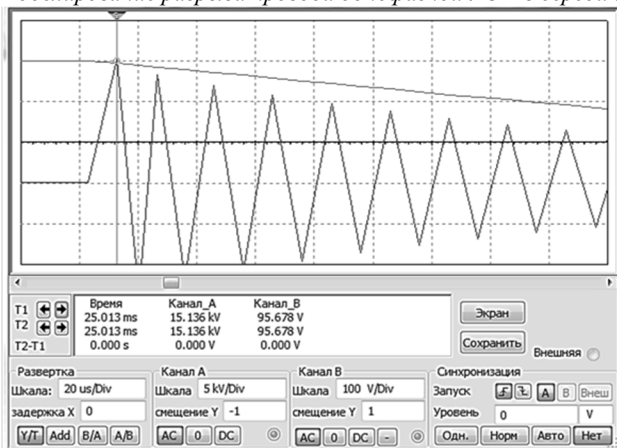 T1 Время Канал_А Канал_В
25.013 ms 15.136 kV 95.678 V
T2 25.013 ms 15.136 kV 95.678 V
T2-T1 0.000 s 0.000 V 0.000 V
Экран
Сохранить
Внешняя
Развертка
Шкала: 20 us/Div
задержка X 0
Y/T Add B/A A/B
Канал А
Шкала 5 kV/Div
смещение Y -1
AC 0 DC
Канал В
Шкала 100 V/Div
смещение Y 1
AC 0 DC -
Синхронизация
Запуск A B Внеш
Уровень 0 V
Одн. Норм Авто Нет